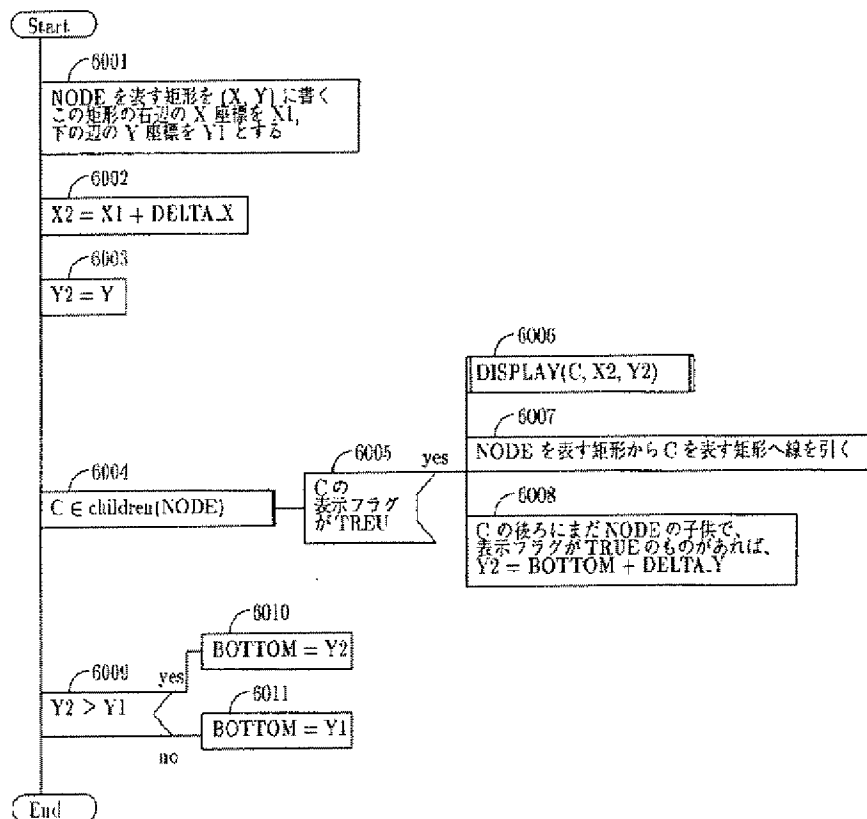 Start
6001
NODE を表す矩形を (X, Y) に書く
この矩形の右辺の X 座標を X1,
下の辺の Y 座標を Y1 とする
6002
X2 = X1 + DELTA_X
6003
Y2 = Y
6006
DISPLAY(C, X2, Y2)
6007
NODE を表す矩形から C を表す矩形へ線を引く
6004
C ∈ children(NODE)
6005
yes
C の
表示フラグ
が TREU
6008
C の後ろにまだ NODE の子供で、
表示フラグが TRUE のものがあれば、
Y2 = BOTTOM + DELTA_Y
6010
BOTTOM = Y2
6009
yes
Y2 > Y1
6011
BOTTOM = Y1
no
End